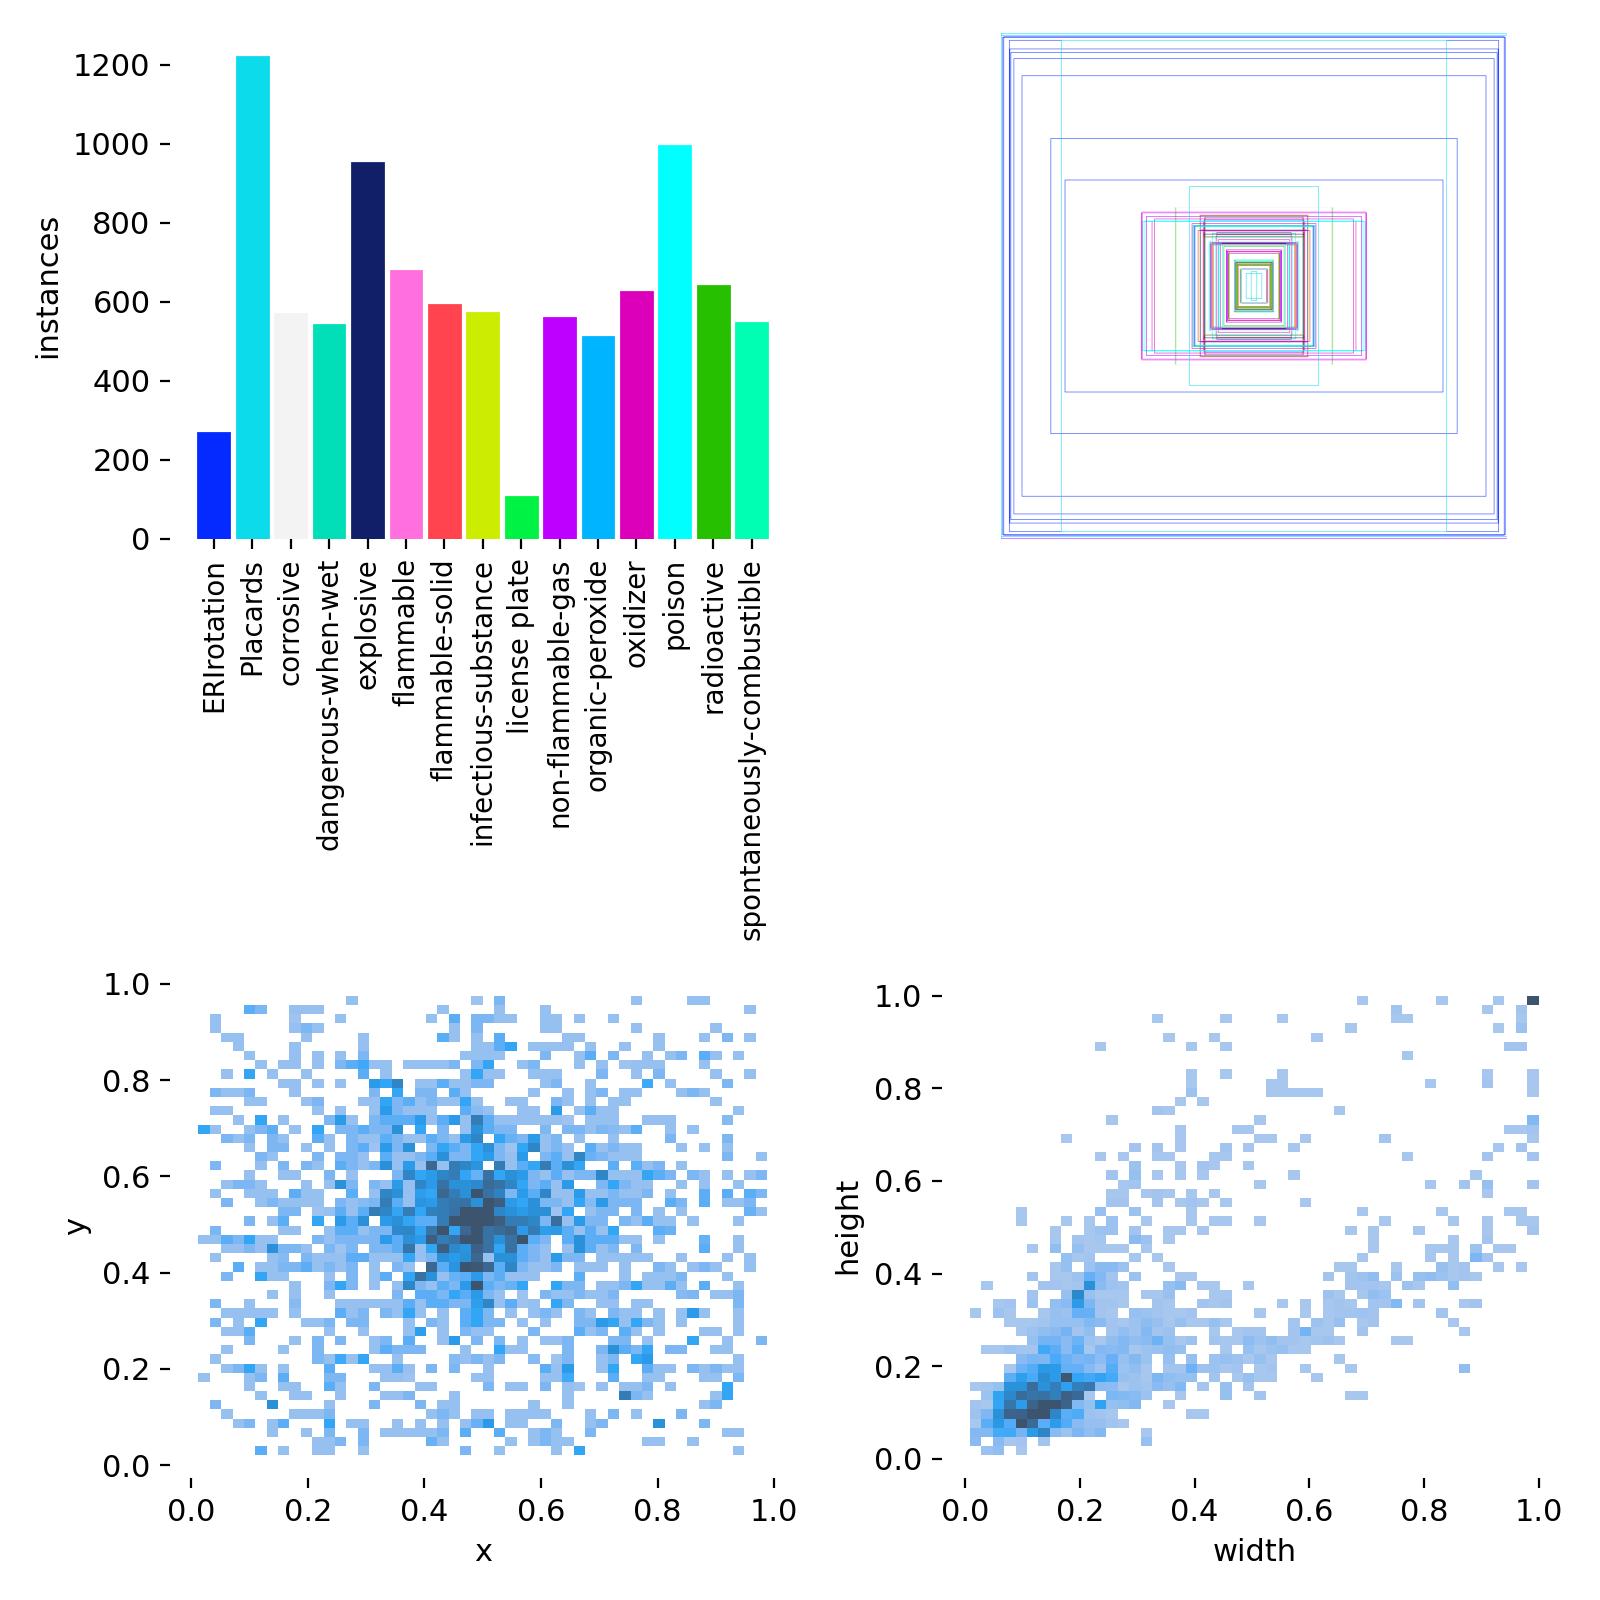 instances
1200
1000
800
600
400
200
0
ERIrotation
Placards
corrosive
dangerous-when-wet
explosive
flammable
flammable-solid
infectious-substance
license plate
non-flammable-gas
organic-peroxide
oxidizer
poison
radioactive
spontaneously-combustible
y
1.0
0.8
0.6
0.4
0.2
0.0
0.0 0.2 0.4 0.6 0.8 1.0
x
height
1.0
0.8
0.6
0.4
0.2
0.0
0.0 0.2 0.4 0.6 0.8 1.0
width